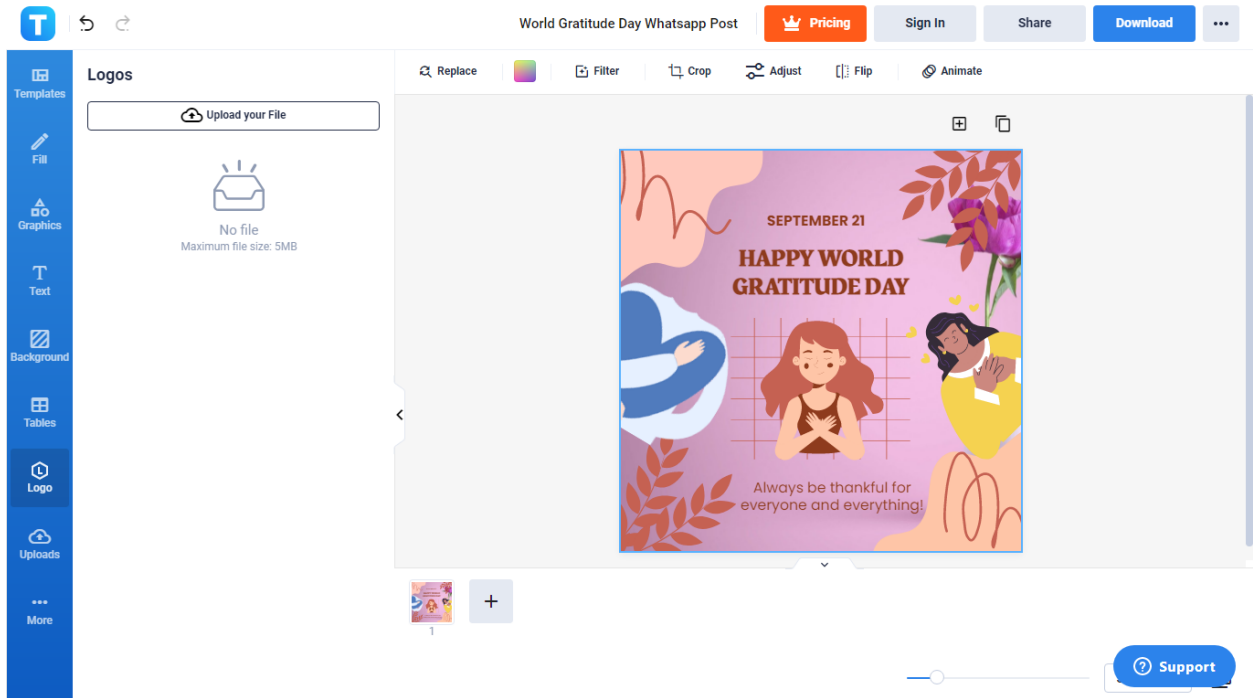 T
World Gratitude Day Whatsapp Post
Pricing
Sign In
Share
Download
Templates
Fill
Graphics
Text
Background
Tables
Logo
Uploads
More
Logos
Upload your File
No file
Maximum file size: 5MB
Replace
Filter
Crop
Adjust
Flip
Animate
SEPTEMBER 21
HAPPY WORLD
GRATITUDE DAY
Always be thankful for
everyone and everything!
1
Support